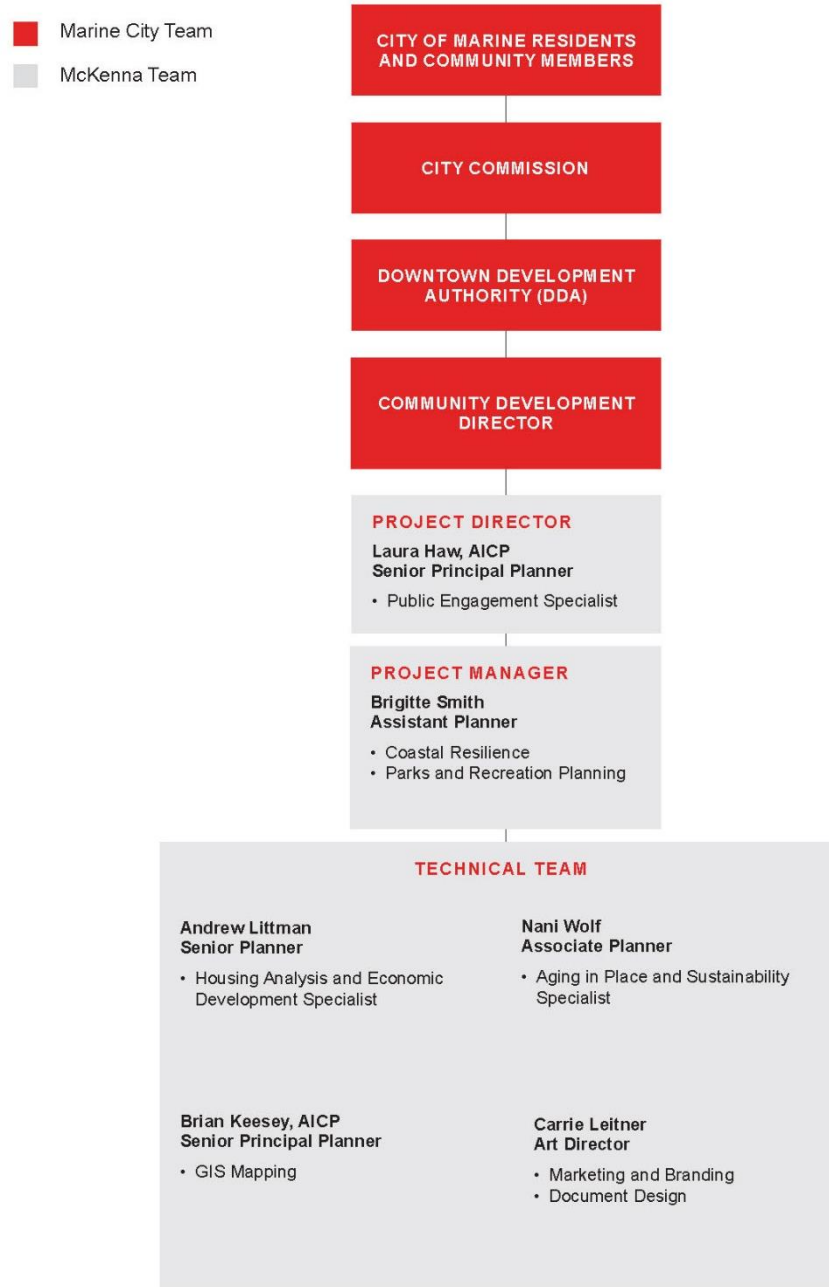 Marine City Team
McKenna Team
CITY OF MARINE RESIDENTS
AND COMMUNITY MEMBERS
CITY COMMISSION
DOWNTOWN DEVELOPMENT
AUTHORITY (DDA)
COMMUNITY DEVELOPMENT
DIRECTOR
PROJECT DIRECTOR
Laura Haw, AICP
Senior Principal Planner
• Public Engagement Specialist
PROJECT MANAGER
Brigitte Smith
Assistant Planner
• Coastal Resilience
• Parks and Recreation Planning
TECHNICAL TEAM
Andrew Littman
Senior Planner
• Housing Analysis and Economic
Development Specialist
Nani Wolf
Associate Planner
• Aging in Place and Sustainability
Specialist
Brian Keesey, AICP
Senior Principal Planner
• GIS Mapping
Carrie Leitner
Art Director
• Marketing and Branding
• Document Design